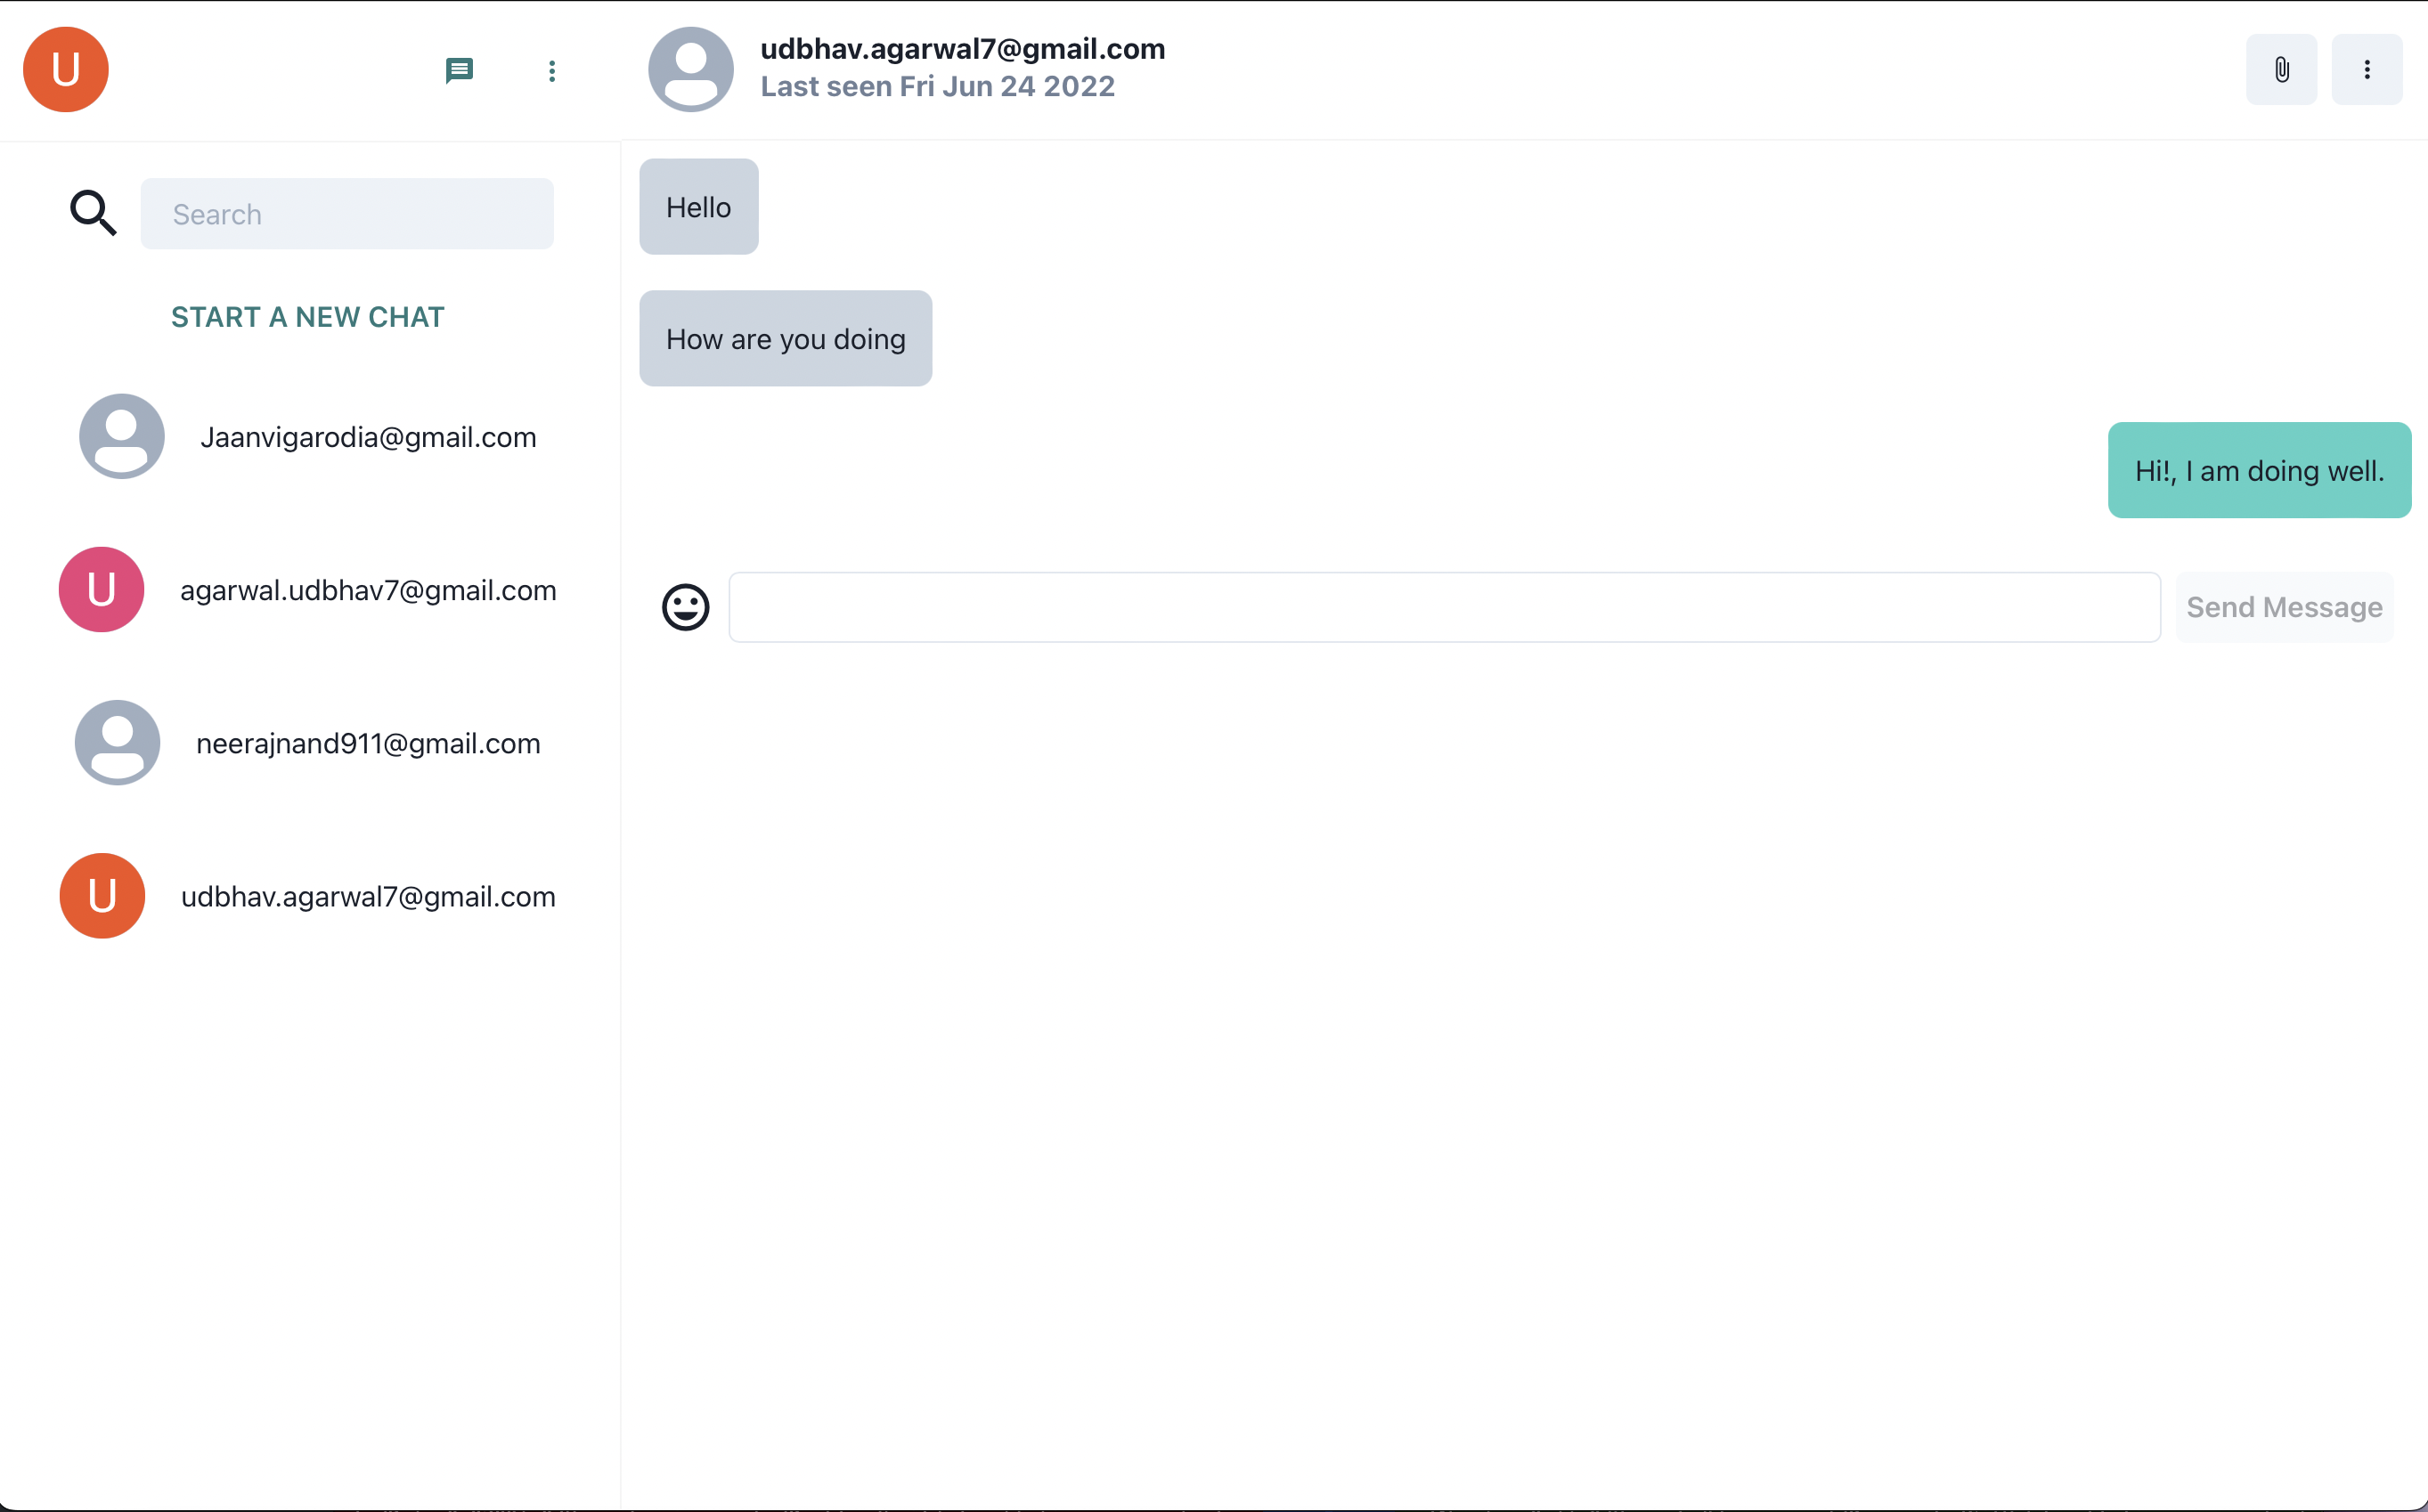 U
Search
START A NEW CHAT
Jaanvigarodia@gmail.com
U
agarwal.udbhav7@gmail.com
neerajnand911@gmail.com
U
udbhav.agarwal7@gmail.com
udbhav.agarwal7@gmail.com
Last seen Fri Jun 24 2022
Hello
How are you doing
Hi!, I am doing well.
Send Message